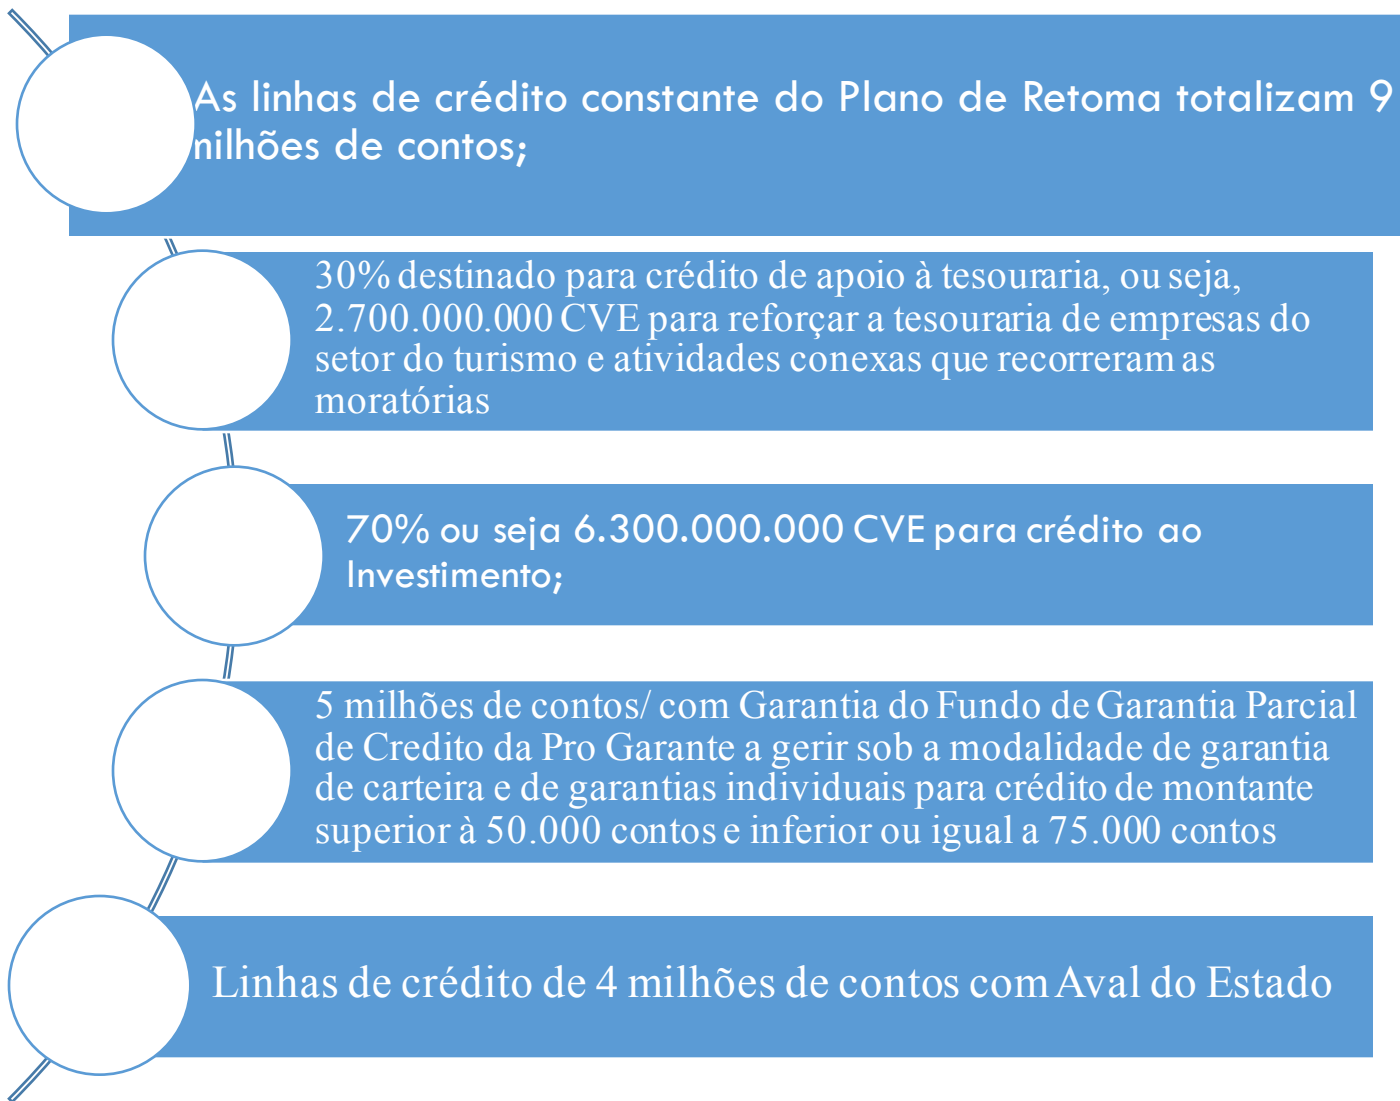 As linhas de crédito constante do Plano de Retoma totalizam 9
milhões de contos;
30% destinado para crédito de apoio à tesouraria, ou seja,
2.700.000.000 CVE para reforçar a tesouraria de empresas do
setor do turismo e atividades conexas que recorreram as
moratórias
70% ou seja 6.300.000.000 CVE para crédito ao
Investimento;
5 milhões de contos/ com Garantia do Fundo de Garantia Parcial
de Credito da Pro Garante a gerir sob a modalidade de garantia
de carteira e de garantias individuais para crédito de montante
superior à 50.000 contos e inferior ou igual a 75.000 contos
Linhas de crédito de 4 milhões de contos com Aval do Estado